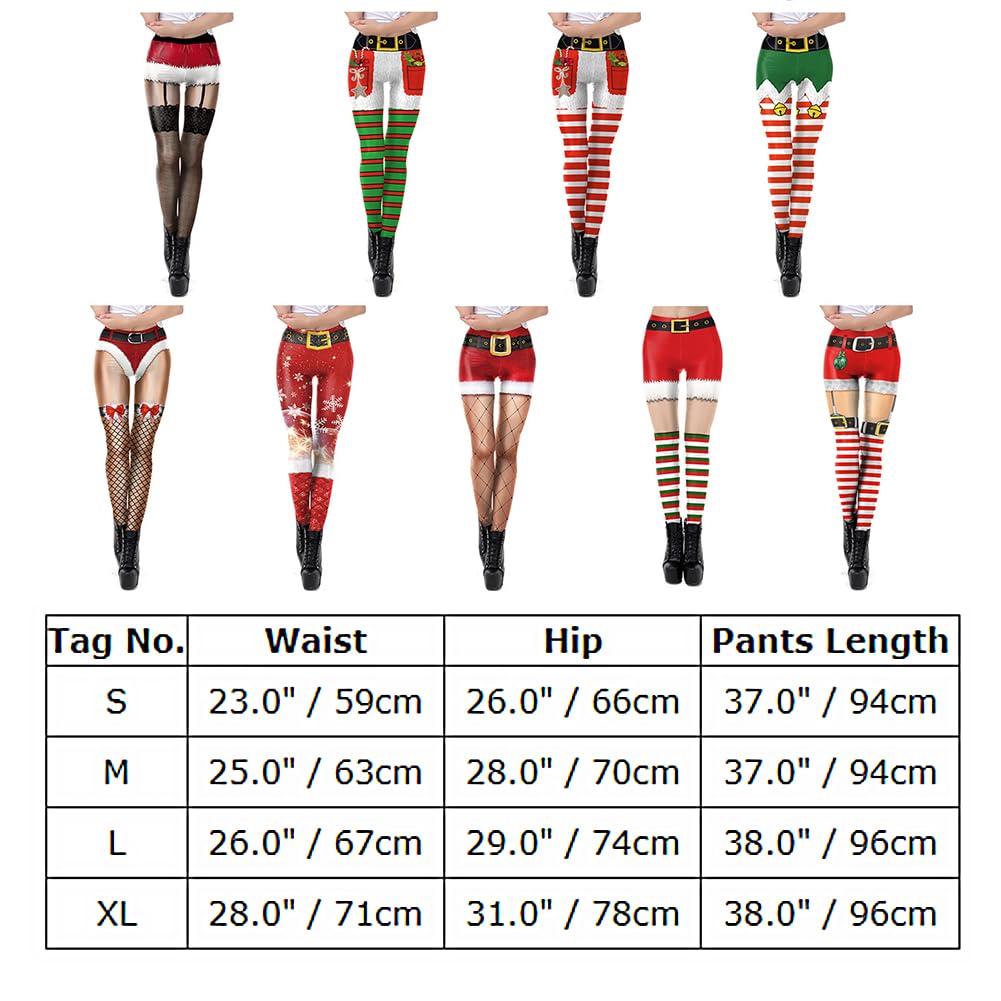 Tag No. Waist Hip Pants Length
S 23.0" / 59cm 26.0" / 66cm 37.0" / 94cm
M 25.0" / 63cm 28.0" / 70cm 37.0" / 94cm
L 26.0" / 67cm 29.0" / 74cm 38.0" / 96cm
XL 28.0" / 71cm 31.0" / 78cm 38.0" / 96cm